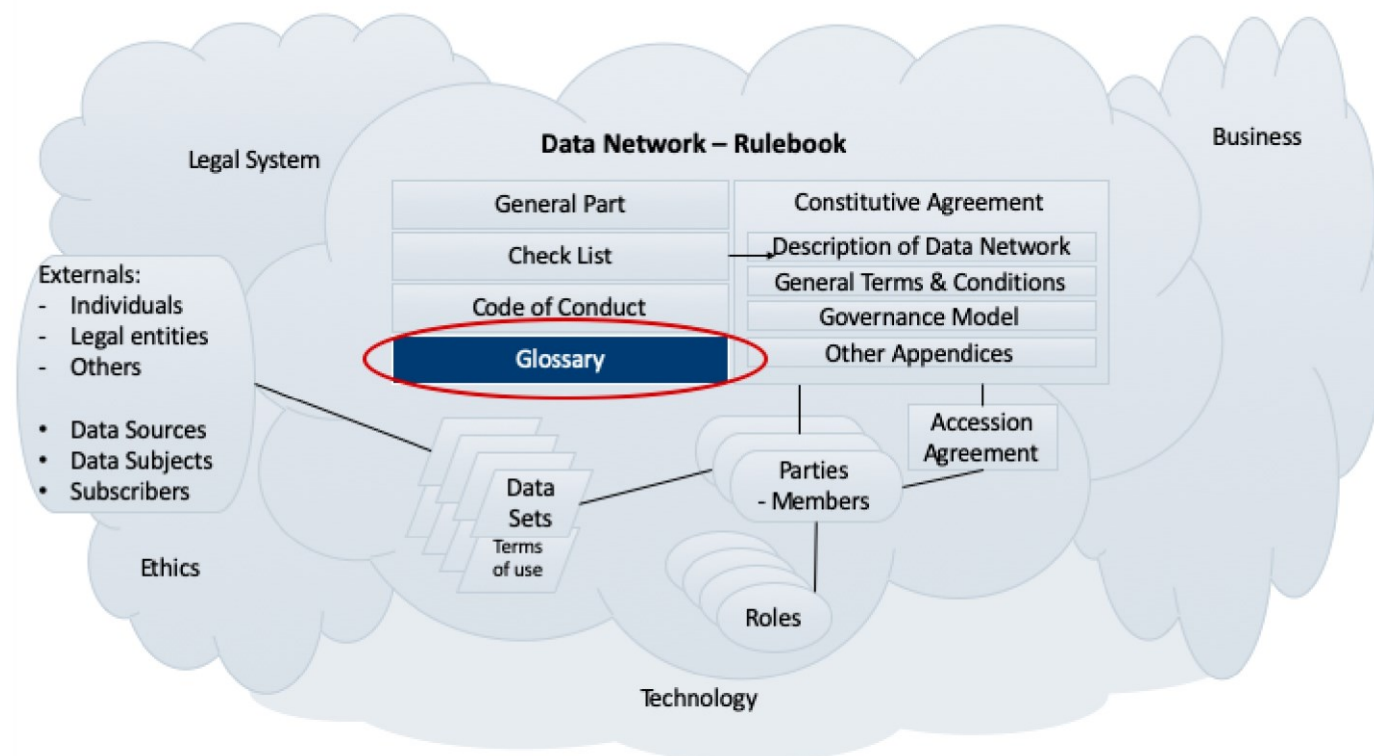 Data Network – Rulebook
Legal System
Business
General Part
Check List
Code of Conduct
Glossary
Constitutive Agreement
Description of Data Network
General Terms & Conditions
Governance Model
Other Appendices
Externals:
- Individuals
- Legal entities
- Others
• Data Sources
• Data Subjects
• Subscribers
Accession
Agreement
Parties
- Members
Data
Sets
Terms
of use
Roles
Ethics
Technology